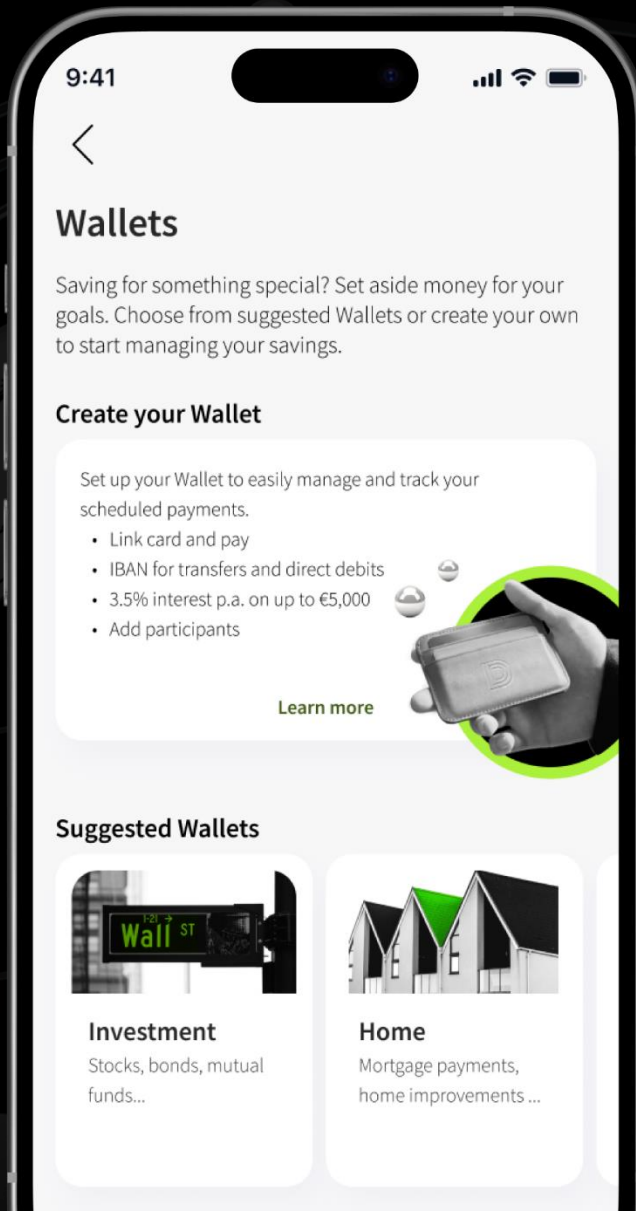 9:41
Wallets
Saving for something special? Set aside money for your
goals. Choose from suggested Wallets or create your own
to start managing your savings.
Create your Wallet
Set up your Wallet to easily manage and track your
scheduled payments.
• Link card and pay
• IBAN for transfers and direct debits
• 3.5% interest p.a. on up to €5,000
• Add participants
Learn more
Suggested Wallets
1-21 →
Wall ST
Investment
Stocks, bonds, mutual
funds...
Home
Mortgage payments,
home improvements ...